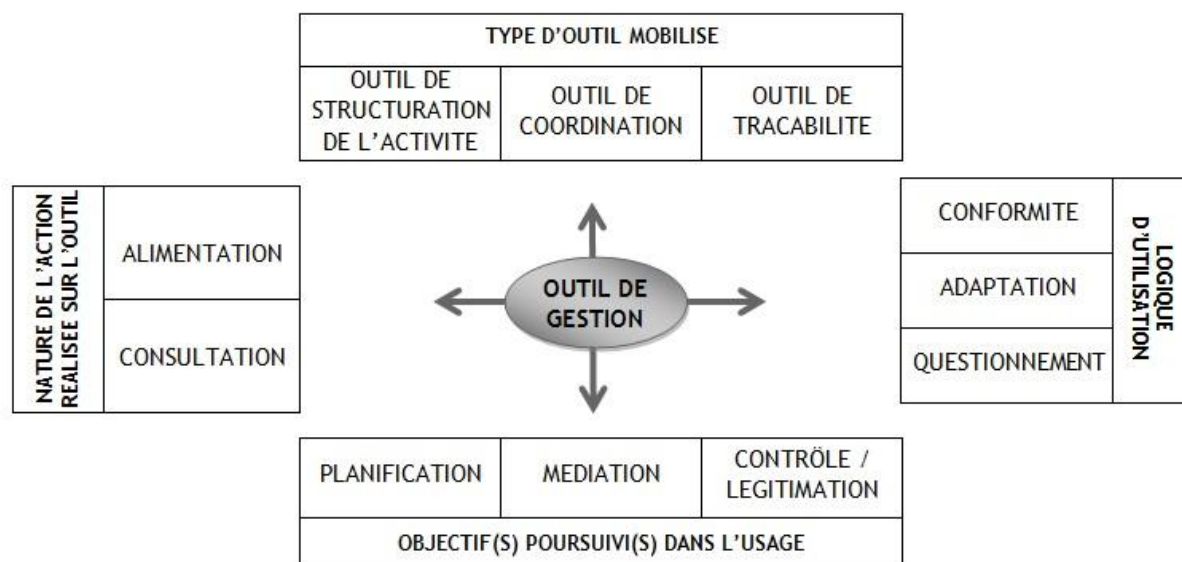 TYPE D'OUTIL MOBILISE
OUTIL DE
STRUCTURATION
DE L'ACTIVITE
OUTIL DE
COORDINATION
OUTIL DE
TRACABILITE
NATURE DE L'ACTION
REALISEE SUR L'OUTIL
ALIMENTATION
CONSULTATION
OUTIL DE
GESTION
CONFORMITE
ADAPTATION
QUESTIONNEMENT
LOGIQUE
D'UTILISATION
PLANIFICATION
MEDIATION
CONTRÖLE /
LEGITIMATION
OBJECTIF(S) POURSUIVI(S) DANS L'USAGE